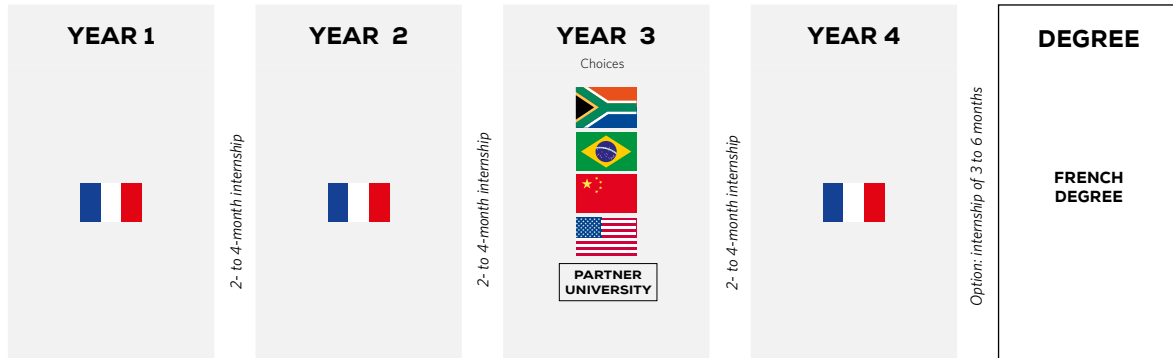 YEAR 1
2- to 4-month internship
YEAR 2
2- to 4-month internship
YEAR 3
Choices
PARTNER
UNIVERSITY
2- to 4-month internship
YEAR 4
Option: internship of 3 to 6 months
DEGREE
FRENCH
DEGREE